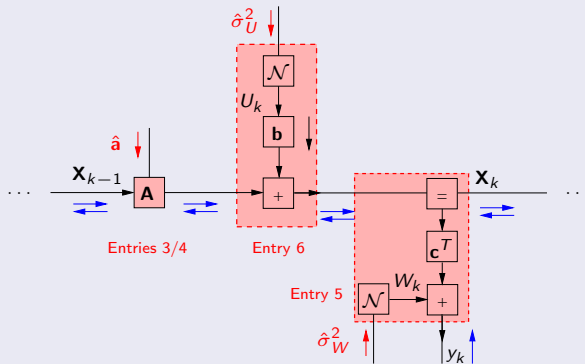 σ̂²_U
𝒩
U_k
b
â
X_{k−1}
X_k
···
A
+
=
···
Entries 3/4
Entry 6
c^T
Entry 5
𝒩
W_k
+
σ̂²_W
y_k